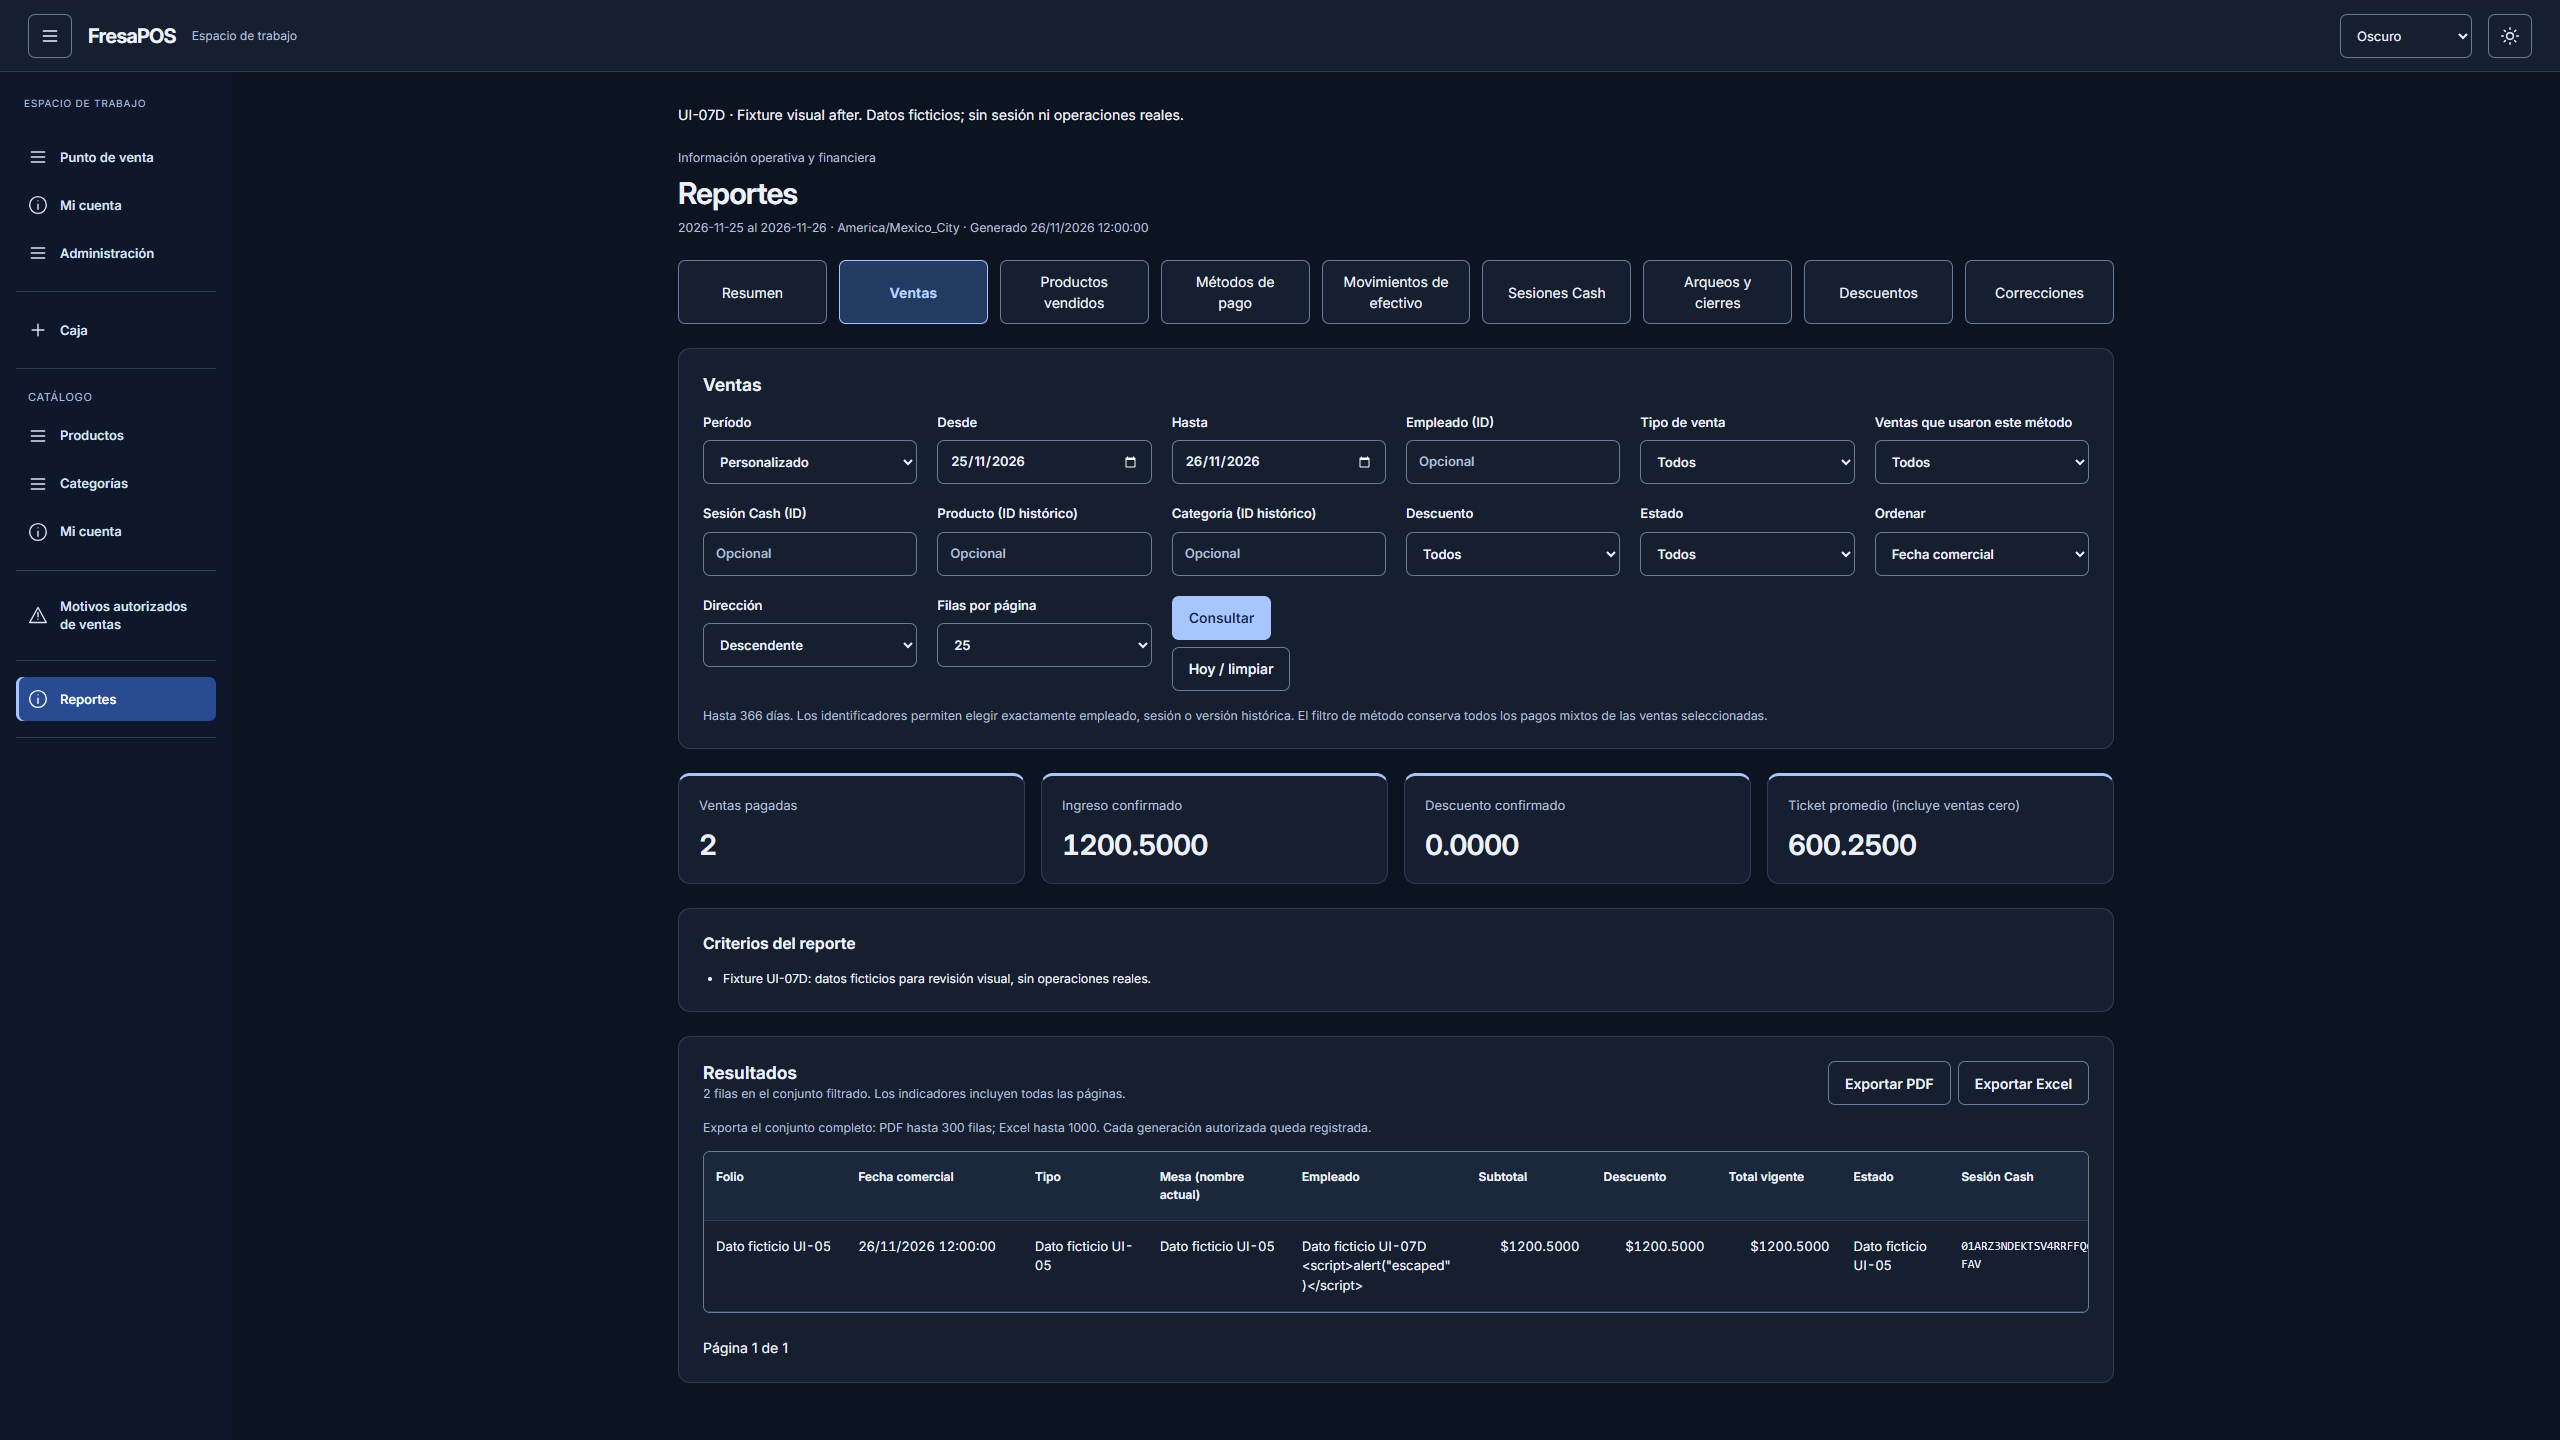 FresaPOS
Espacio de trabajo
Oscuro
ESPACIO DE TRABAJO
Punto de venta
Mi cuenta
Administración
Caja
CATÁLOGO
Productos
Categorías
Mi cuenta
Motivos autorizados
de ventas
Reportes
UI-07D · Fixture visual after. Datos ficticios; sin sesión ni operaciones reales.
Información operativa y financiera
Reportes
2026-11-25 al 2026-11-26 · America/Mexico_City · Generado 26/11/2026 12:00:00
Resumen
Ventas
Productos
vendidos
Métodos de
pago
Movimientos de
efectivo
Sesiones Cash
Arqueos y
cierres
Descuentos
Correcciones
Ventas
Período
Desde
Hasta
Empleado (ID)
Tipo de venta
Ventas que usaron este método
Personalizado
25/11/2026
26/11/2026
Opcional
Todos
Todos
Sesión Cash (ID)
Producto (ID histórico)
Categoría (ID histórico)
Descuento
Estado
Ordenar
Opcional
Opcional
Opcional
Todos
Todos
Fecha comercial
Dirección
Filas por página
Descendente
25
Consultar
Hoy / limpiar
Hasta 366 días. Los identificadores permiten elegir exactamente empleado, sesión o versión histórica. El filtro de método conserva todos los pagos mixtos de las ventas seleccionadas.
Ventas pagadas
2
Ingreso confirmado
1200.5000
Descuento confirmado
0.0000
Ticket promedio (incluye ventas cero)
600.2500
Criterios del reporte
• Fixture UI-07D: datos ficticios para revisión visual, sin operaciones reales.
Resultados
2 filas en el conjunto filtrado. Los indicadores incluyen todas las páginas.
Exportar PDF
Exportar Excel
Exporta el conjunto completo: PDF hasta 300 filas; Excel hasta 1000. Cada generación autorizada queda registrada.
Folio
Fecha comercial
Tipo
Mesa (nombre
actual)
Empleado
Subtotal
Descuento
Total vigente
Estado
Sesión Cash
Dato ficticio UI-05
26/11/2026 12:00:00
Dato ficticio UI-
05
Dato ficticio UI-05
Dato ficticio UI-07D
<script>alert("escaped"
)</script>
$1200.5000
$1200.5000
$1200.5000
Dato ficticio
UI-05
01ARZ3NDEKTSV4RRFFQ
FAV
Página 1 de 1